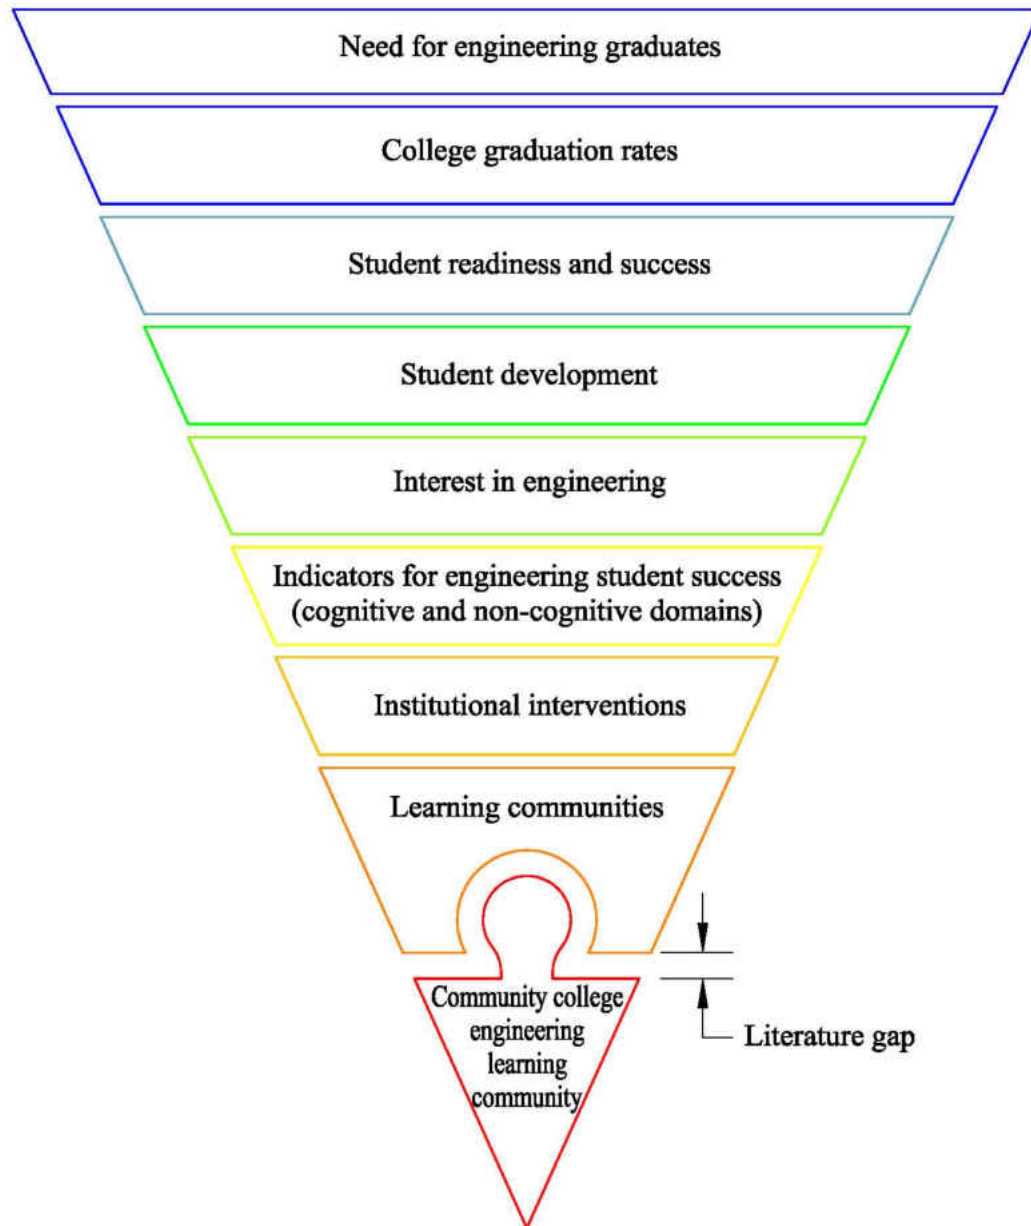 Need for engineering graduates
College graduation rates
Student readiness and success
Student development
Interest in engineering
Indicators for engineering student success
(cognitive and non-cognitive domains)
Institutional interventions
Learning communities
Community college
engineering
learning
community
Literature gap